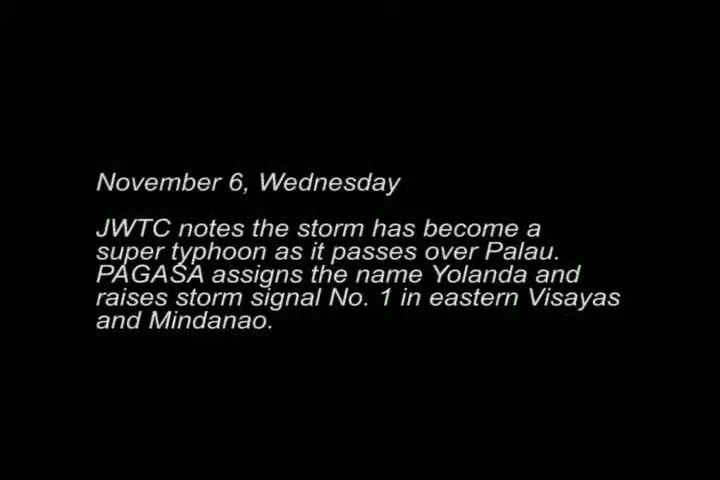 November 6, Wednesday
JWTC notes the storm has become a
super typhoon as it passes over Palau.
PAGASA assigns the name Yolanda and
raises storm signal No. 1 in eastern Visayas
and Mindanao.